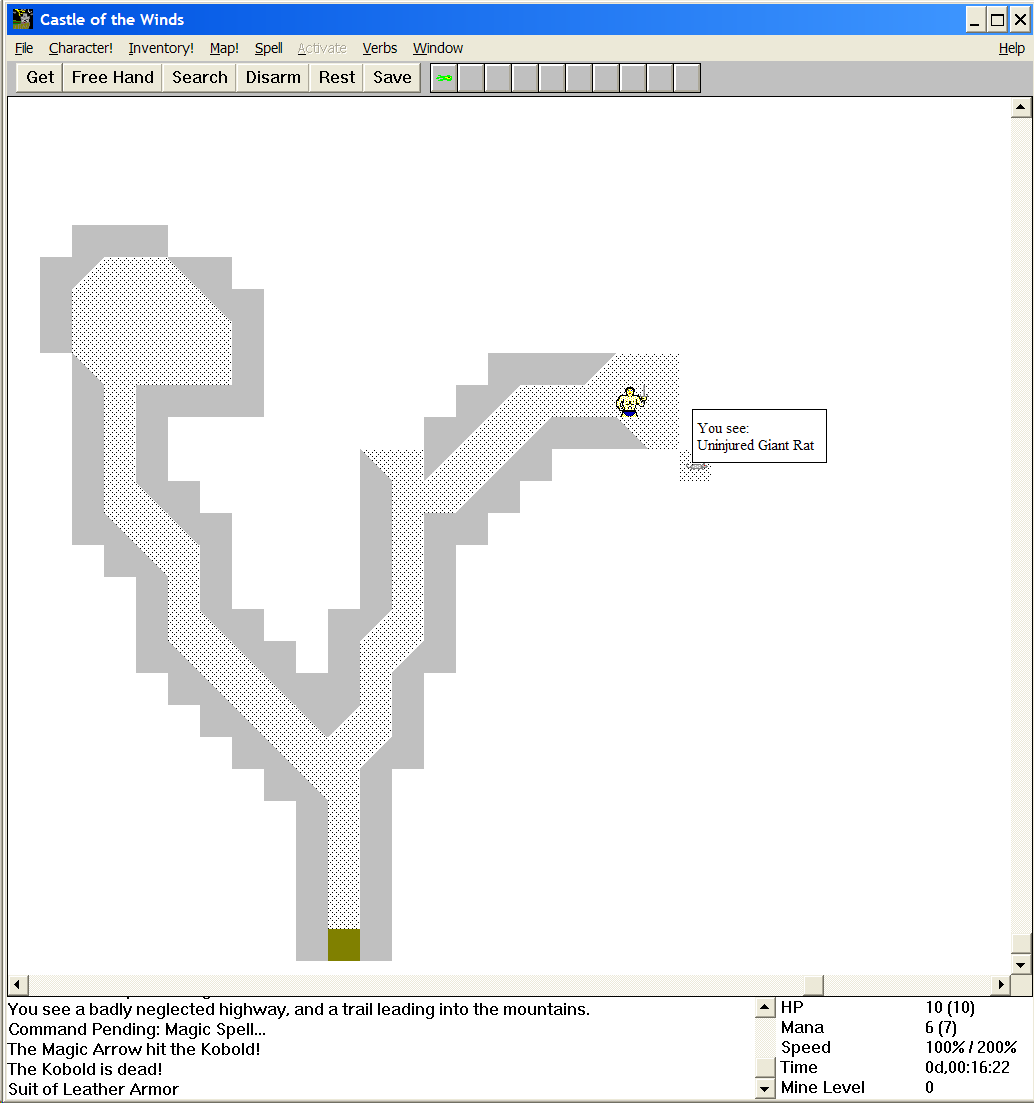 Castle of the Winds
File Character! Inventory! Map! Spell Activate Verbs Window Help
Get Free Hand Search Disarm Rest Save
You see:
Uninjured Giant Rat
You see a badly neglected highway, and a trail leading into the mountains.
Command Pending: Magic Spell...
The Magic Arrow hit the Kobold!
The Kobold is dead!
Suit of Leather Armor
HP 10 (10)
Mana 6 (7)
Speed 100% / 200%
Time 0d,00:16:22
Mine Level 0